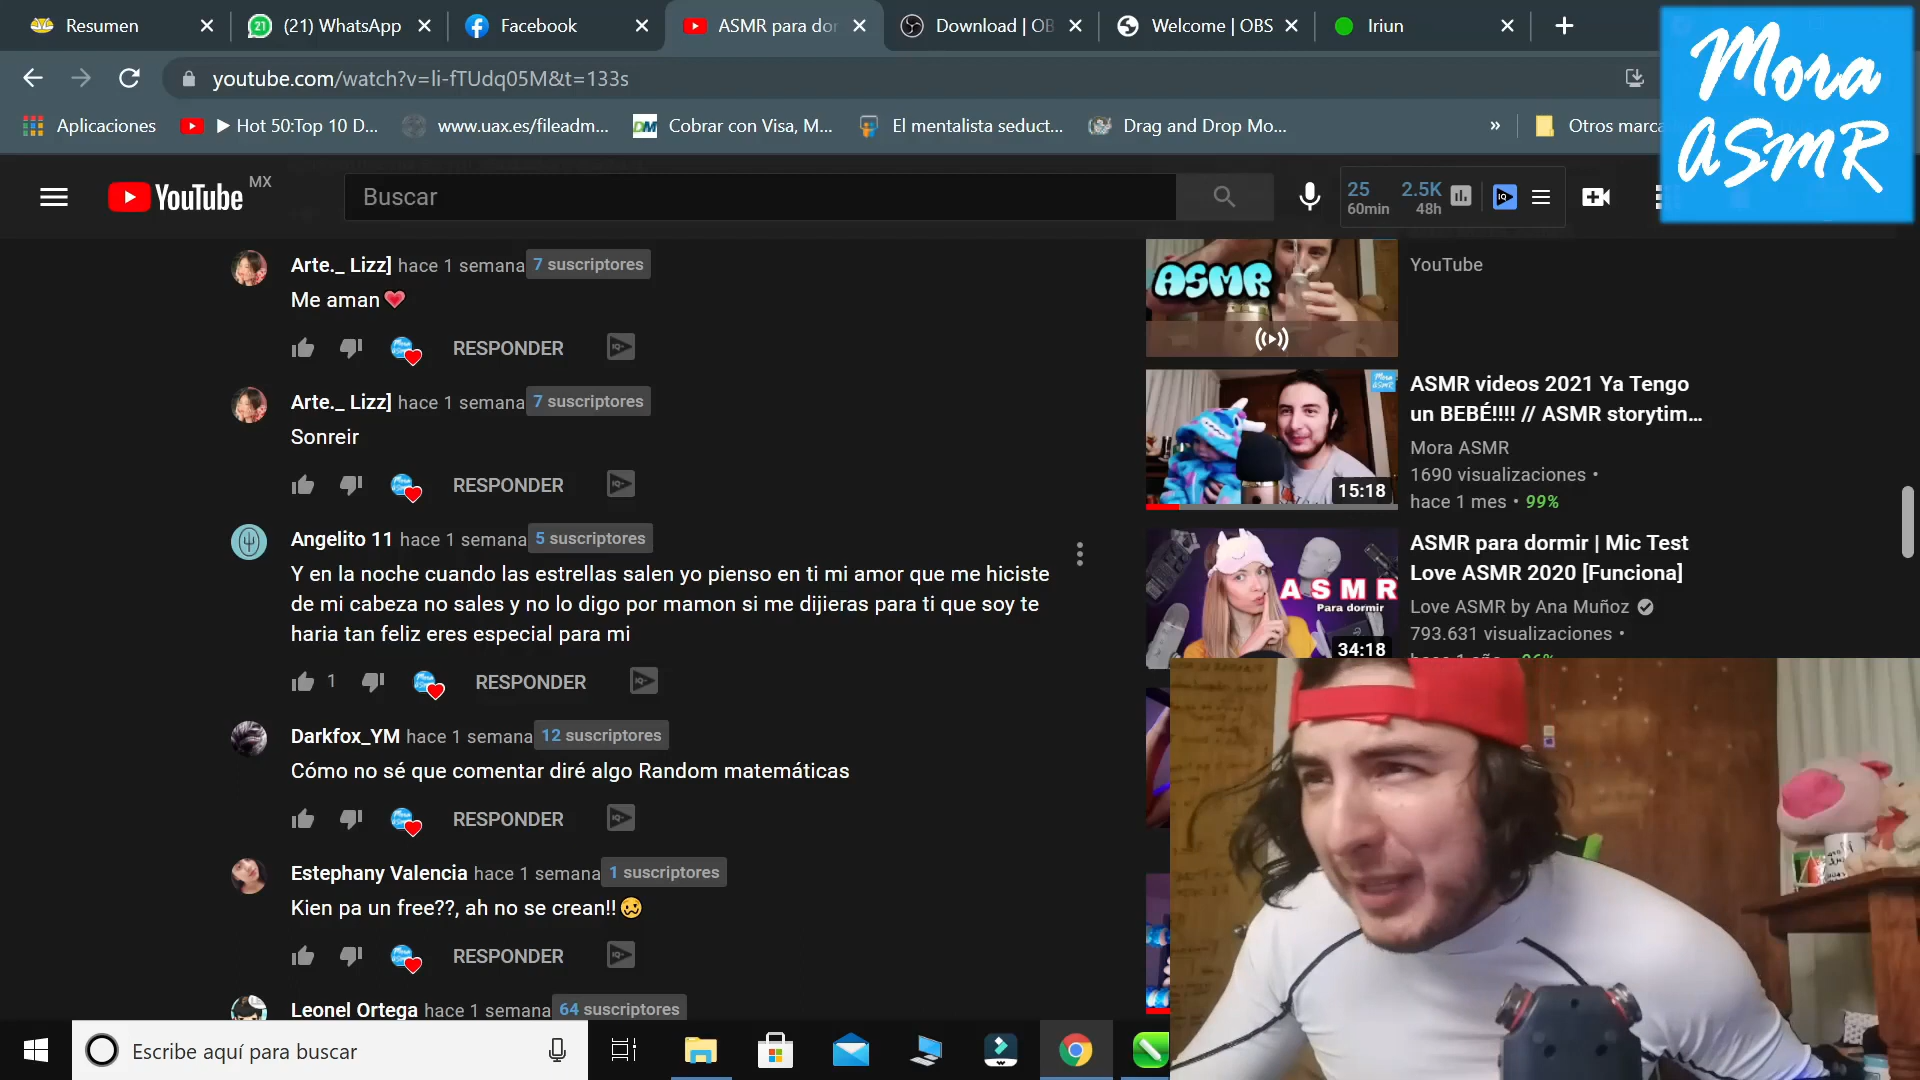 Resumen
(21) WhatsApp
Facebook
ASMR para dor
Download | OB
Welcome | OBS
Iriun
youtube.com/watch?v=li-fTUdq05M&t=133s
Aplicaciones
Hot 50:Top 10 D...
www.uax.es/fileadm...
Cobrar con Visa, M...
El mentalista seduct...
Drag and Drop Mo...
»
Otros marca
Mora
ASMR
YouTube MX
Buscar
25
60min
2.5K
48h
Arte._ Lizz] hace 1 semana 7 suscriptores
Me aman
RESPONDER
Arte._ Lizz] hace 1 semana 7 suscriptores
Sonreir
RESPONDER
Angelito 11 hace 1 semana 5 suscriptores
Y en la noche cuando las estrellas salen yo pienso en ti mi amor que me hiciste
de mi cabeza no sales y no lo digo por mamon si me dijieras para ti que soy te
haria tan feliz eres especial para mi
1
RESPONDER
Darkfox_YM hace 1 semana 12 suscriptores
Cómo no sé que comentar diré algo Random matemáticas
RESPONDER
Estephany Valencia hace 1 semana 1 suscriptores
Kien pa un free??, ah no se crean!!
RESPONDER
Leonel Ortega hace 1 semana 64 suscriptores
ASMR
YouTube
15:18
ASMR videos 2021 Ya Tengo
un BEBÉ!!!! // ASMR storytim...
Mora ASMR
1690 visualizaciones •
hace 1 mes • 99%
ASMR
Para dormir
34:18
ASMR para dormir | Mic Test
Love ASMR 2020 [Funciona]
Love ASMR by Ana Muñoz
793.631 visualizaciones •
Escribe aquí para buscar